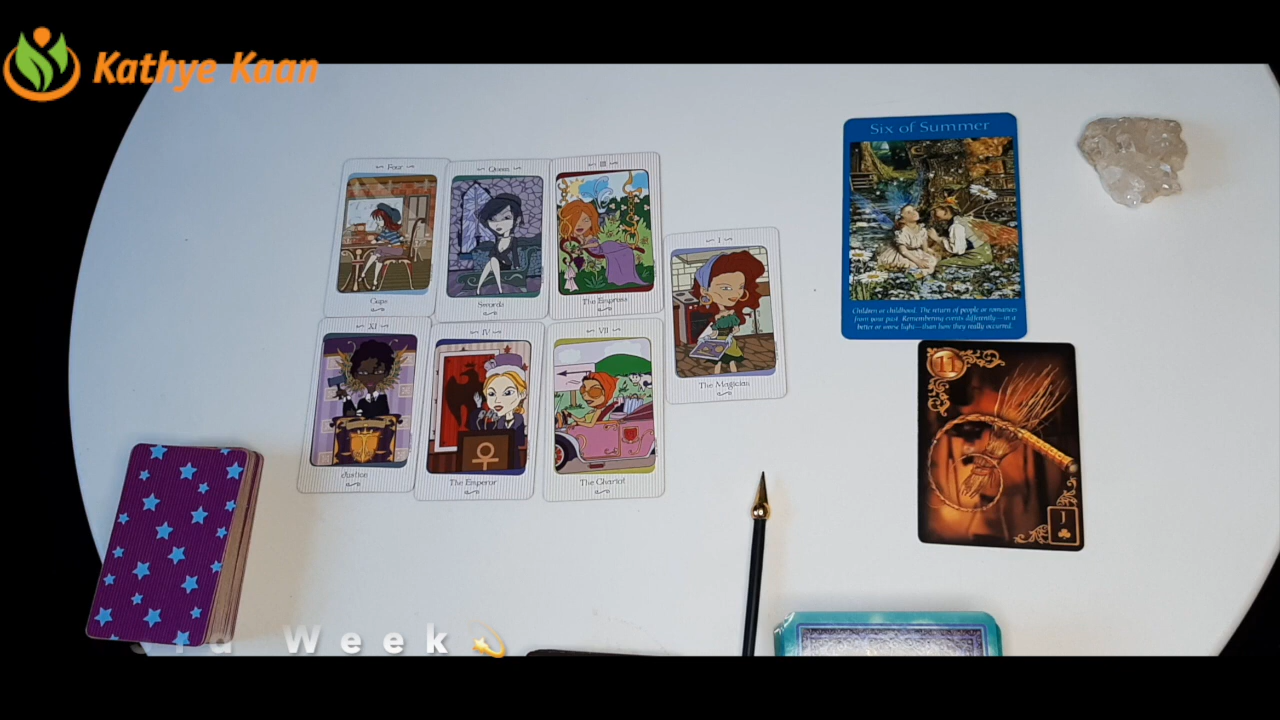 Kathye Kaan
Four
Cups
Queen
Swords
III
The Empress
I
The Magician
XI
Justice
IV
The Emperor
VII
The Chariot
Six of Summer
Children or childhood. The return of people or romances
from your past. Remembering events differently—in a
better or worse light—than how they really occurred.
11
J
Week